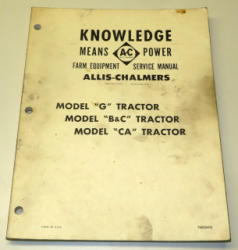 KNOWLEDGE
MEANS AC POWER
FARM EQUIPMENT SERVICE MANUAL
ALLIS-CHALMERS
MODEL "G" TRACTOR
MODEL "B&C" TRACTOR
MODEL "CA" TRACTOR